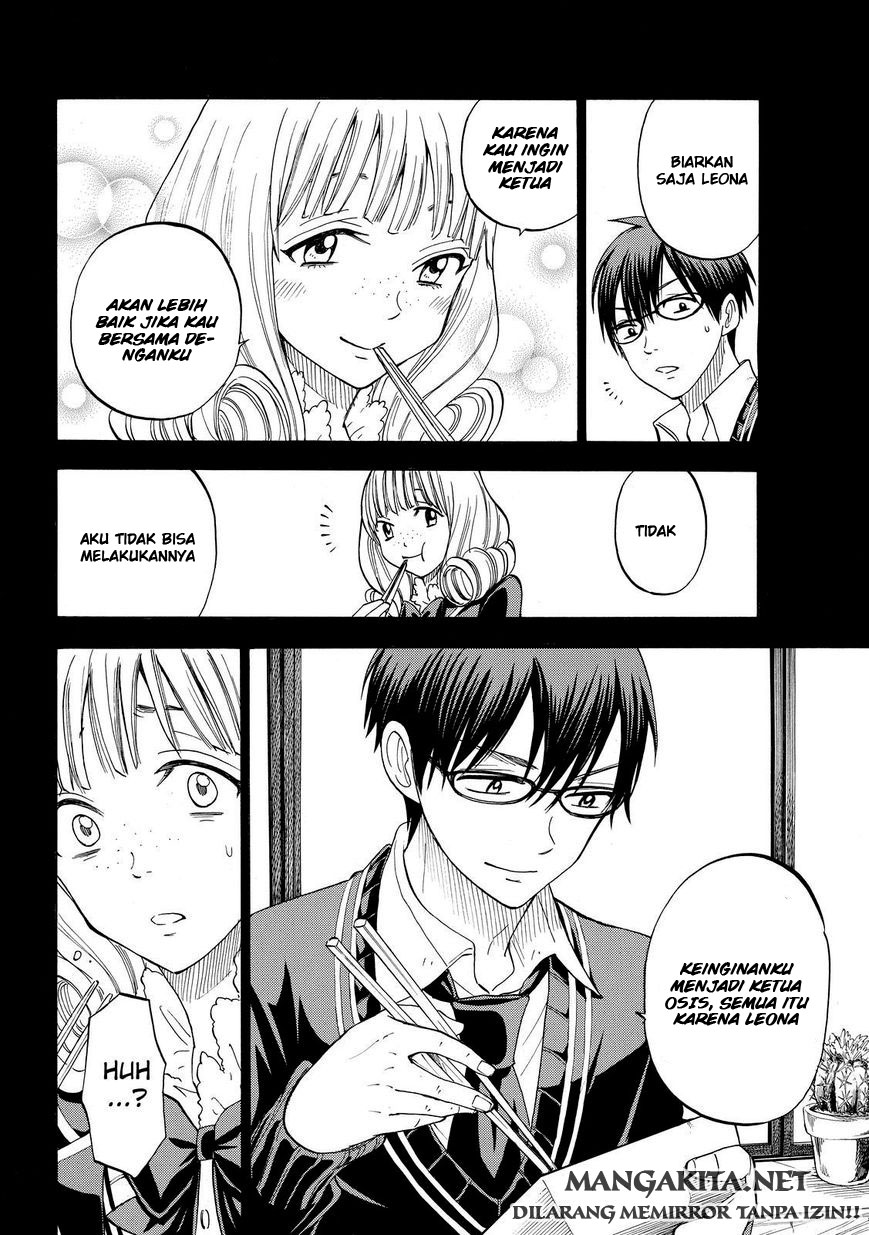 BIARKAN
SAJA LEONA
KARENA
KAU INGIN
MENJADI
KETUA
AKAN LEBIH
BAIK JIKA KAU
BERSAMA DE-
NGANKU
TIDAK
AKU TIDAK BISA
MELAKUKANNYA
KEINGINANKU
MENJADI KETUA
OSIS, SEMUA ITU
KARENA LEONA
HUH
...?
MANGAKITA.NET
DILARANG MEMIRROR TANPA IZIN!!